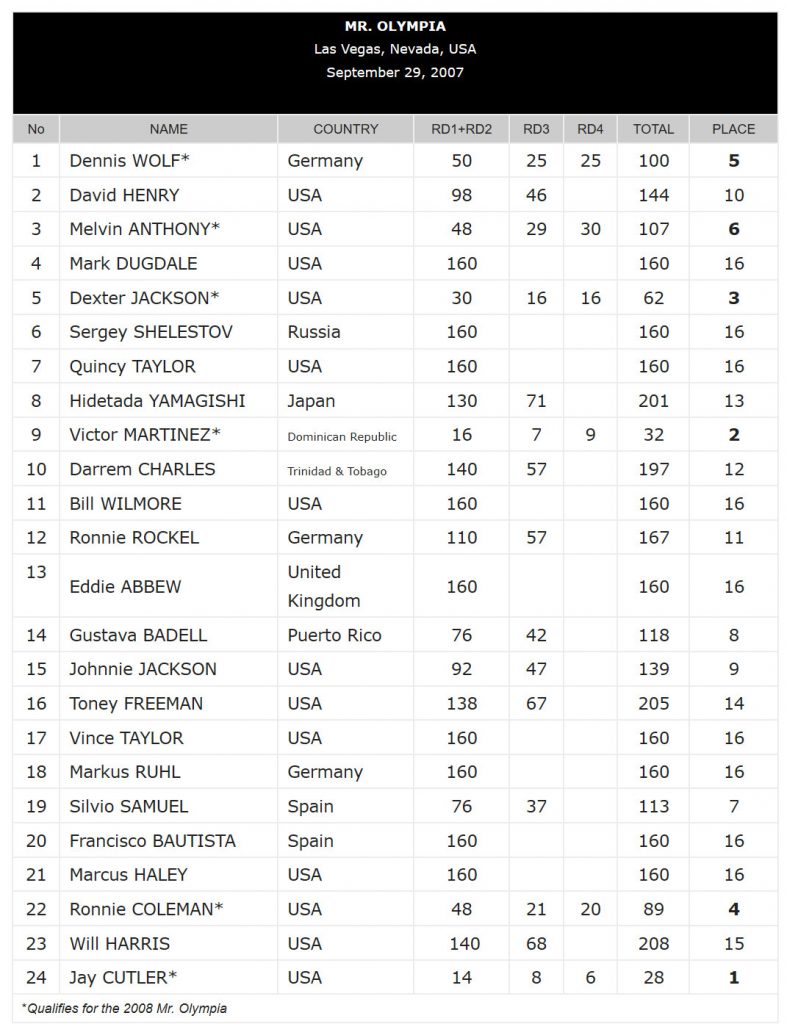 MR. OLYMPIA
Las Vegas, Nevada, USA
September 29, 2007
No NAME COUNTRY RD1+RD2 RD3 RD4 TOTAL PLACE
1 Dennis WOLF* Germany 50 25 25 100 5
2 David HENRY USA 98 46 144 10
3 Melvin ANTHONY* USA 48 29 30 107 6
4 Mark DUGDALE USA 160 160 16
5 Dexter JACKSON* USA 30 16 16 62 3
6 Sergey SHELESTOV Russia 160 160 16
7 Quincy TAYLOR USA 160 160 16
8 Hidetada YAMAGISHI Japan 130 71 201 13
9 Victor MARTINEZ* Dominican Republic 16 7 9 32 2
10 Darrem CHARLES Trinidad & Tobago 140 57 197 12
11 Bill WILMORE USA 160 160 16
12 Ronnie ROCKEL Germany 110 57 167 11
13 Eddie ABBEW United
Kingdom 160 160 16
14 Gustava BADELL Puerto Rico 76 42 118 8
15 Johnnie JACKSON USA 92 47 139 9
16 Toney FREEMAN USA 138 67 205 14
17 Vince TAYLOR USA 160 160 16
18 Markus RUHL Germany 160 160 16
19 Silvio SAMUEL Spain 76 37 113 7
20 Francisco BAUTISTA Spain 160 160 16
21 Marcus HALEY USA 160 160 16
22 Ronnie COLEMAN* USA 48 21 20 89 4
23 Will HARRIS USA 140 68 208 15
24 Jay CUTLER* USA 14 8 6 28 1
*Qualifies for the 2008 Mr. Olympia